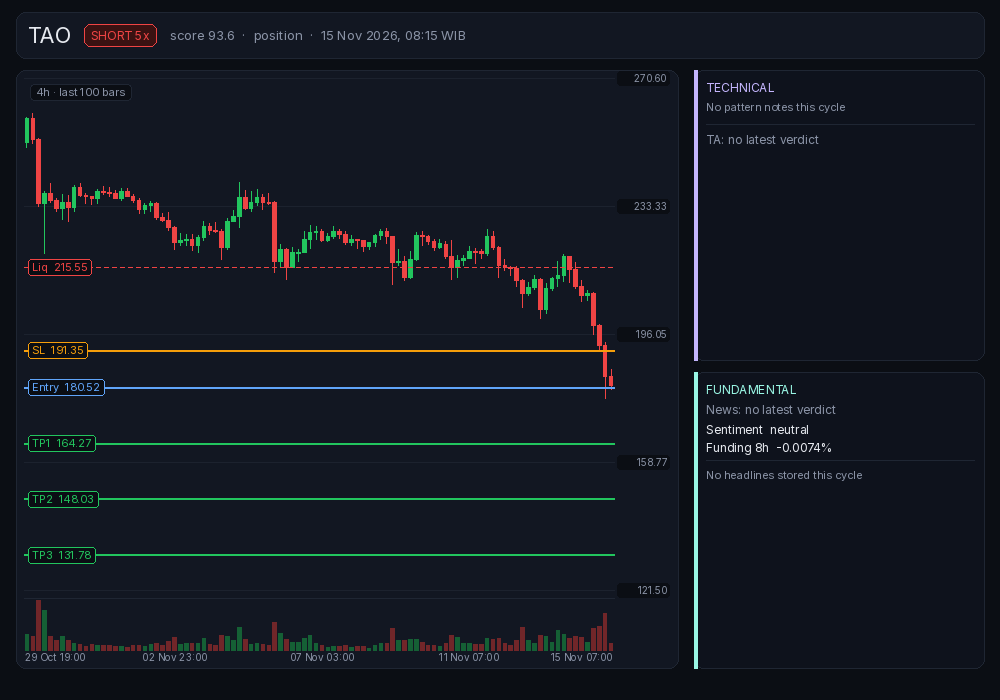 TAO SHORT 5x score 93.6 · position · 15 Nov 2026, 08:15 WIB
4h · last 100 bars
270.60
233.33
Liq 215.55
196.05
SL 191.35
Entry 180.52
TP1 164.27
158.77
TP2 148.03
TP3 131.78
121.50
29 Oct 19:00 02 Nov 23:00 07 Nov 03:00 11 Nov 07:00 15 Nov 07:00
TECHNICAL
No pattern notes this cycle
TA: no latest verdict
FUNDAMENTAL
News: no latest verdict
Sentiment neutral
Funding 8h -0.0074%
No headlines stored this cycle